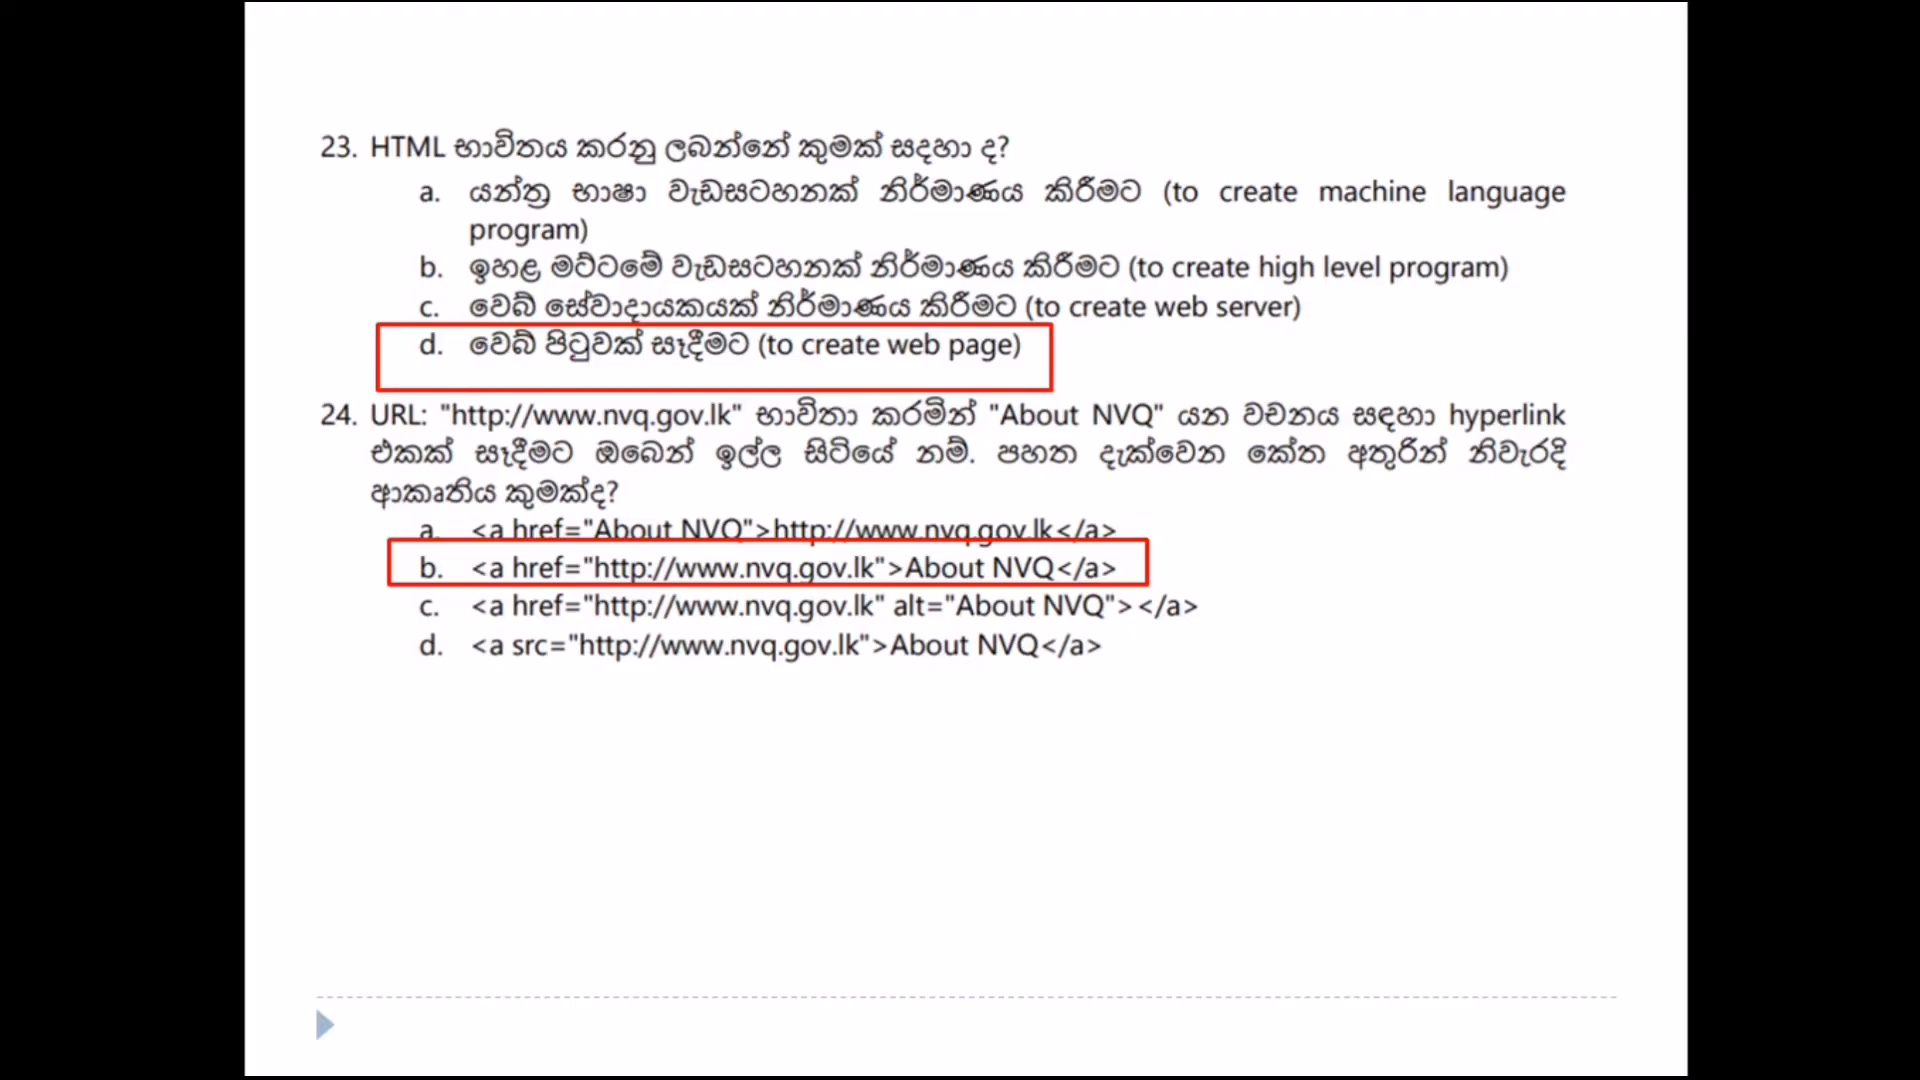 23. HTML භාවිතය කරනු ලබන්නේ කුමක් සදහා ද?
a. යන්ත්‍ර භාෂා වැඩසටහනක් නිර්මාණය කිරීමට (to create machine language
program)
b. ඉහළ මට්ටමේ වැඩසටහනක් නිර්මාණය කිරීමට (to create high level program)
c. වෙබ් සේවාදායකයක් නිර්මාණය කිරීමට (to create web server)
d. වෙබ් පිටුවක් සෑදීමට (to create web page)
24. URL: "http://www.nvq.gov.lk" භාවිතා කරමින් "About NVQ" යන වචනය සඳහා hyperlink
එකක් සෑදීමට ඔබෙන් ඉල්ල සිටියේ නම්. පහත දැක්වෙන කේත අතුරින් නිවැරදි
ආකෘතිය කුමක්ද?
a. <a href="About NVQ">http://www.nvq.gov.lk</a>
b. <a href="http://www.nvq.gov.lk">About NVQ</a>
c. <a href="http://www.nvq.gov.lk" alt="About NVQ"></a>
d. <a src="http://www.nvq.gov.lk">About NVQ</a>